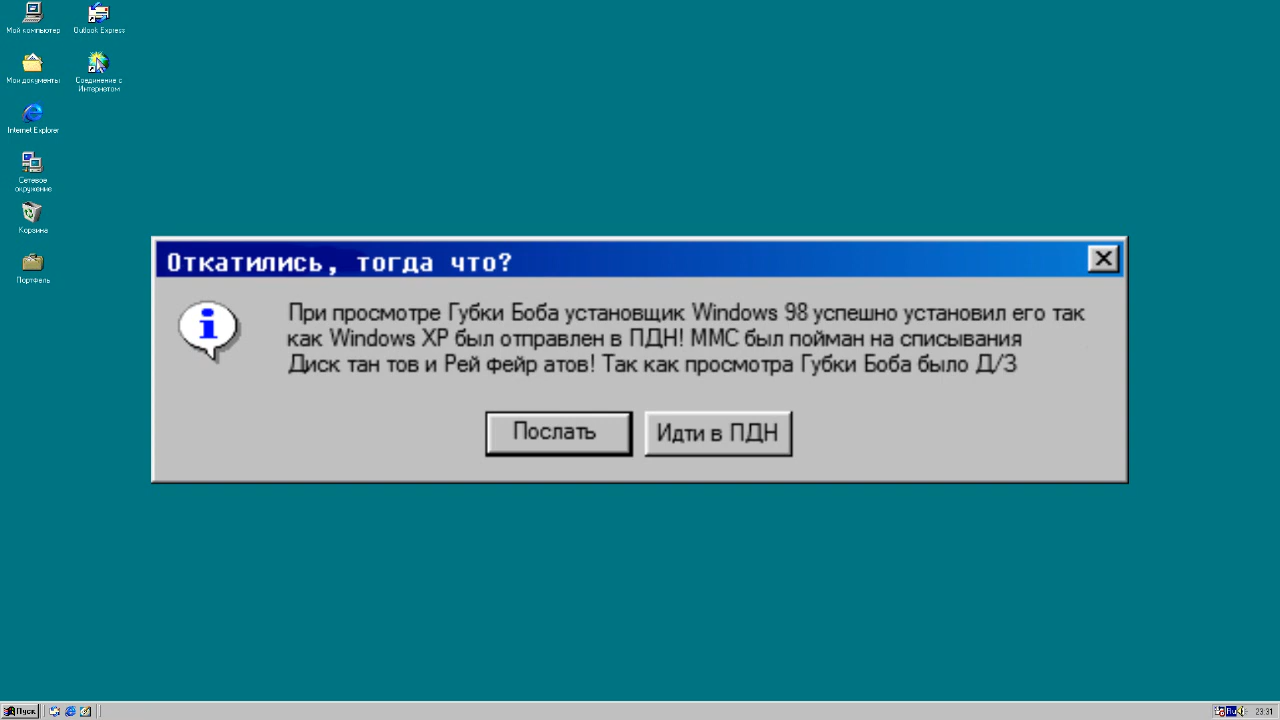 Мой компьютер
Outlook Express
Мои документы
Соединение с
Интернетом
Internet Explorer
Сетевое
окружение
Корзина
Портфель
Откатились, тогда что?
При просмотре Губки Боба установщик Windows 98 успешно установил его так
как Windows XP был отправлен в ПДН! ММС был пойман на списывания
Диск тан тов и Рей фейр атов! Так как просмотра Губки Боба было Д/З
Послать
Идти в ПДН
Пуск
Ru
23:31